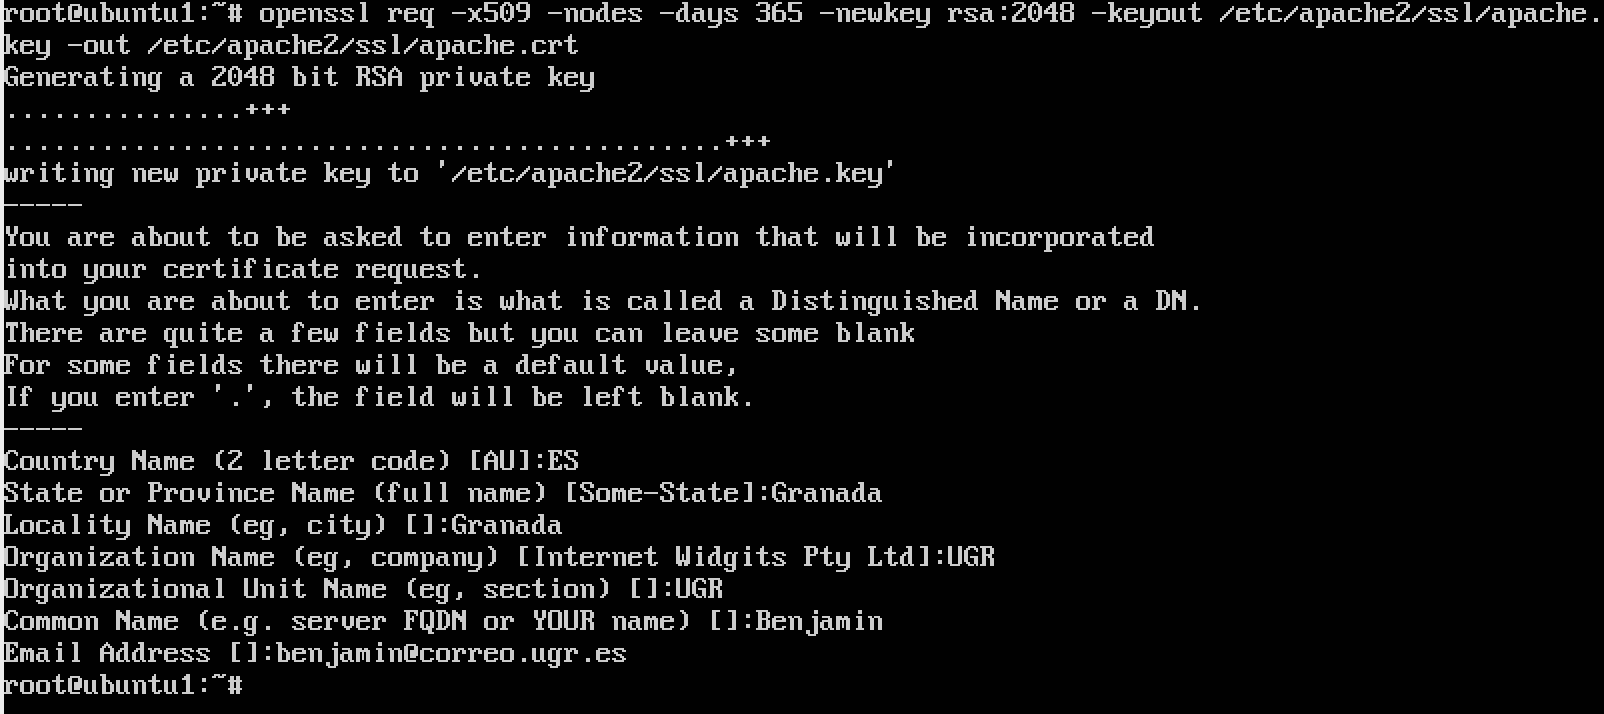 root@ubuntu1:~# openssl req -x509 -nodes -days 365 -newkey rsa:2048 -keyout /etc/apache2/ssl/apache.
key -out /etc/apache2/ssl/apache.crt
Generating a 2048 bit RSA private key
...............+++
.............................................+++
writing new private key to '/etc/apache2/ssl/apache.key'
-----
You are about to be asked to enter information that will be incorporated
into your certificate request.
What you are about to enter is what is called a Distinguished Name or a DN.
There are quite a few fields but you can leave some blank
For some fields there will be a default value,
If you enter '.', the field will be left blank.
-----
Country Name (2 letter code) [AU]:ES
State or Province Name (full name) [Some-State]:Granada
Locality Name (eg, city) []:Granada
Organization Name (eg, company) [Internet Widgits Pty Ltd]:UGR
Organizational Unit Name (eg, section) []:UGR
Common Name (e.g. server FQDN or YOUR name) []:Benjamin
Email Address []:benjamin@correo.ugr.es
root@ubuntu1:~#